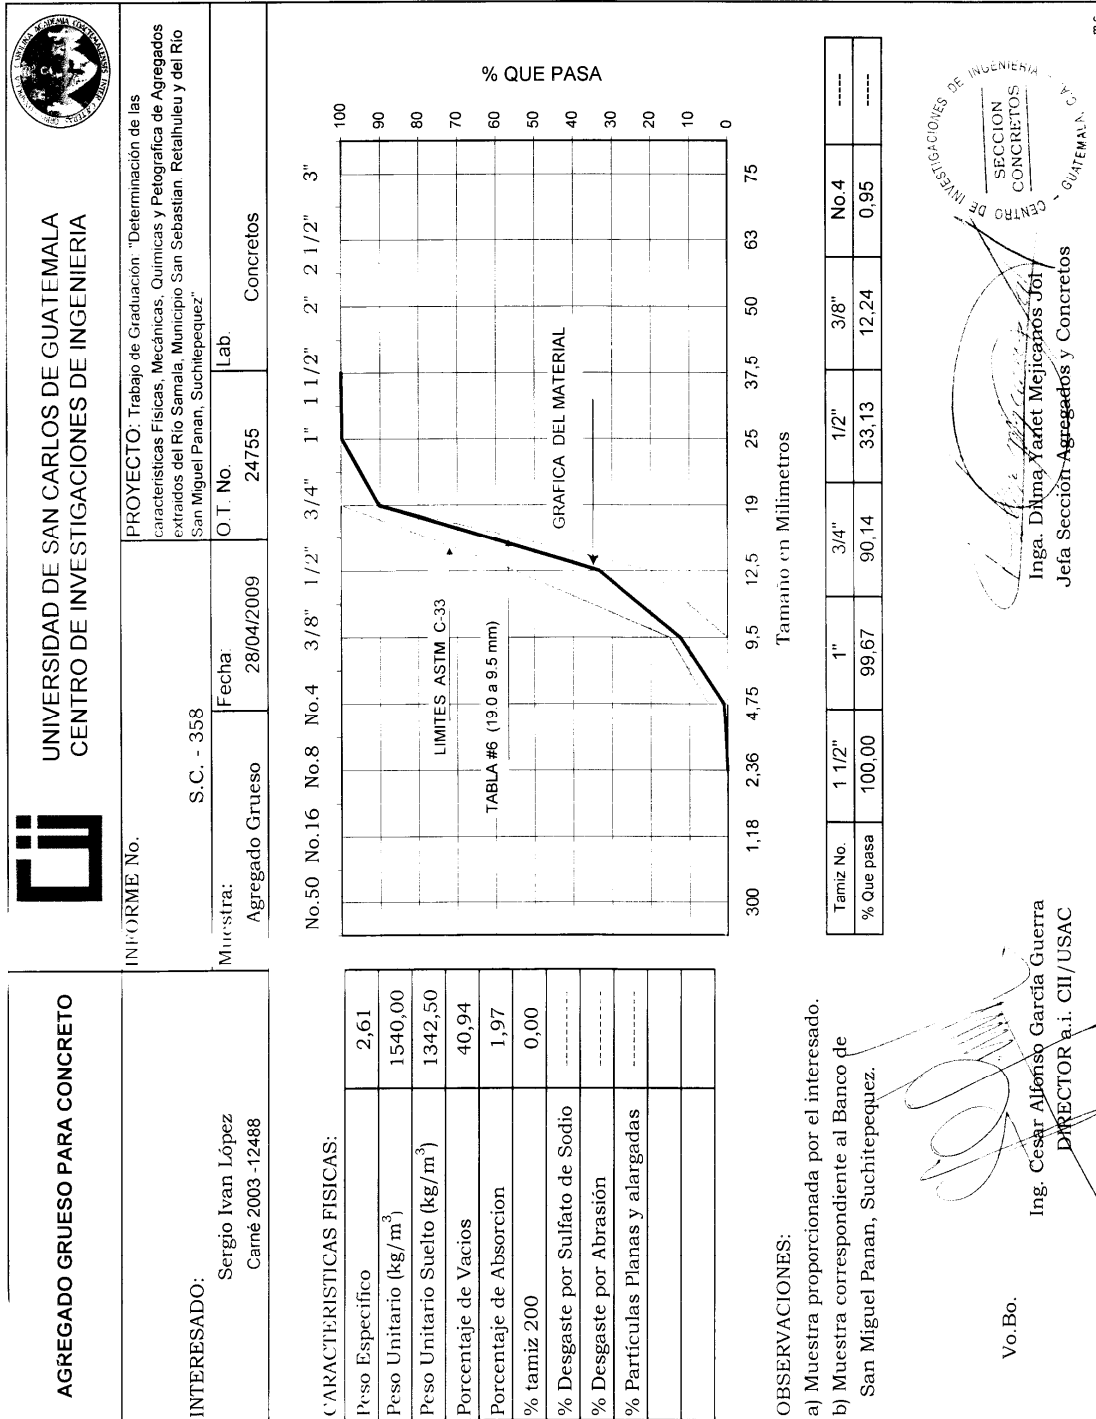 AGREGADO GRUESO PARA CONCRETO
UNIVERSIDAD DE SAN CARLOS DE GUATEMALA
CENTRO DE INVESTIGACIONES DE INGENIERIA
INTERESADO:
Sergio Ivan López
Carné 2003 -12488
INFORME No.
S.C. - 358
PROYECTO: Trabajo de Graduación: "Determinación de las
características Físicas, Mecánicas, Químicas y Petografica de Agregados
extraidos del Río Samala, Municipio San Sebastian. Retalhuleu y del Río
San Miguel Panan, Suchitepequez"
Muestra:
Agregado Grueso
Fecha:
28/04/2009
O.T. No.
24755
Lab.
Concretos
CARACTERISTICAS FISICAS:
Peso Especifico 2,61
Peso Unitario (kg/m3) 1540,00
Peso Unitario Suelto (kg/m3) 1342,50
Porcentaje de Vacios 40,94
Porcentaje de Absorcion 1,97
% tamiz 200 0,00
% Desgaste por Sulfato de Sodio --------
% Desgaste por Abrasión --------
% Partículas Planas y alargadas --------
No.50 No.16 No.8 No.4 3/8" 1/2" 3/4" 1" 1 1/2" 2" 2 1/2" 3"
100
90
80
70
60
50
40
30
20
10
0
% QUE PASA
LIMITES ASTM C-33
TABLA #6 (19.0 a 9.5 mm)
GRAFICA DEL MATERIAL
300 1,18 2,36 4,75 9,5 12,5 19 25 37,5 50 63 75
Tamaño en Milimetros
Tamiz No. 1 1/2" 1" 3/4" 1/2" 3/8" No.4 -----
% Que pasa 100,00 99,67 90,14 33,13 12,24 0,95 -----
OBSERVACIONES:
a) Muestra proporcionada por el interesado.
b) Muestra correspondiente al Banco de
San Miguel Panan, Suchitepequez.
Vo.Bo.
Ing. Cesar Alfonso García Guerra
DIRECTOR a.i. CII/USAC
Inga. Dilma Yanet Mejicanos Jol
Jefa Sección Agregados y Concretos
CENTRO DE INVESTIGACIONES DE INGENIERIA
SECCION
CONCRETOS
GUATEMALA, C.A.